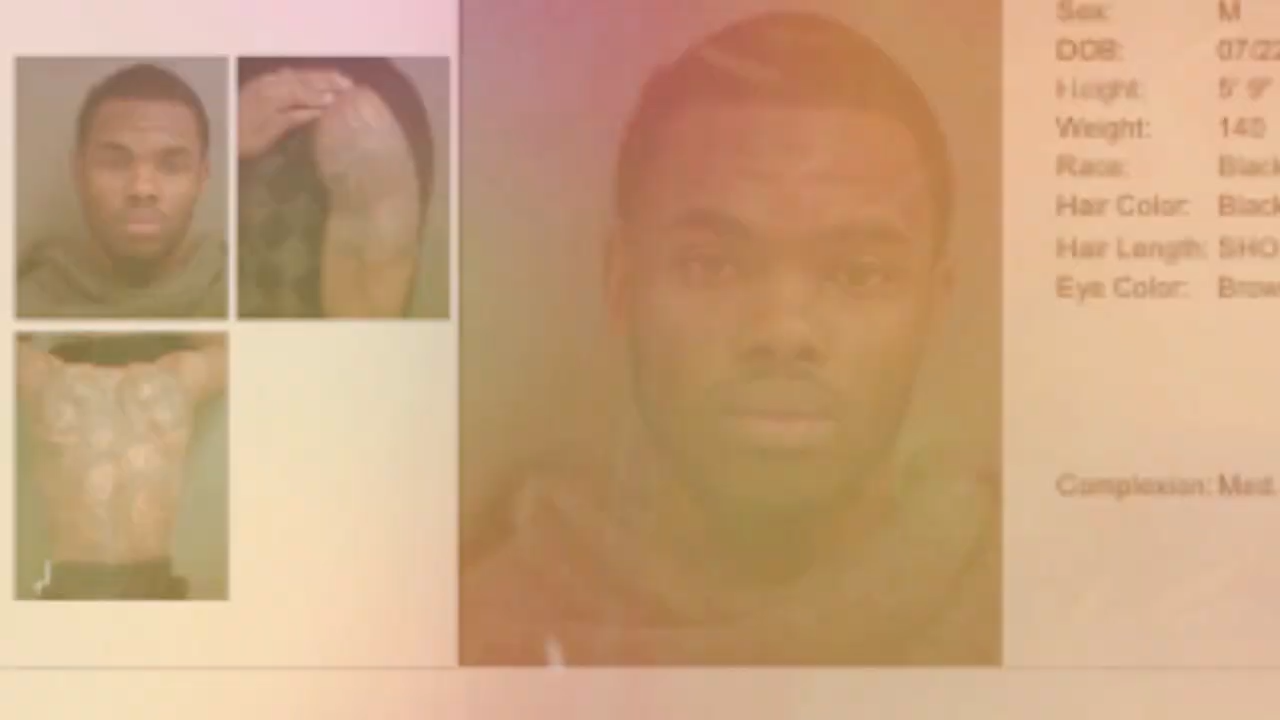 Sex: M
DOB: 07/22
Height: 5' 9"
Weight: 140
Race: Black
Hair Color: Black
Hair Length: SHO
Eye Color: Brow
Complexion: Med.